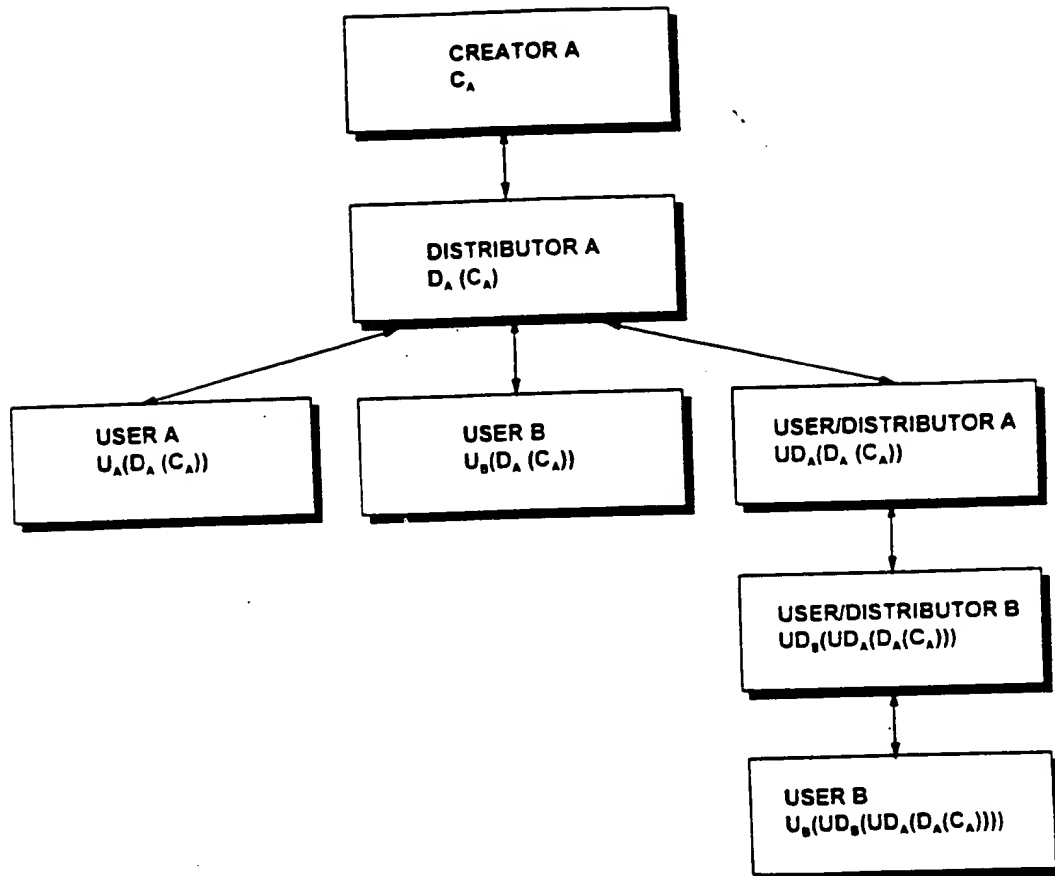 CREATOR A
C_A
DISTRIBUTOR A
D_A (C_A)
USER A
U_A(D_A (C_A))
USER B
U_B(D_A (C_A))
USER/DISTRIBUTOR A
UD_A(D_A (C_A))
USER/DISTRIBUTOR B
UD_B(UD_A(D_A(C_A)))
USER B
U_B(UD_B(UD_A(D_A(C_A))))